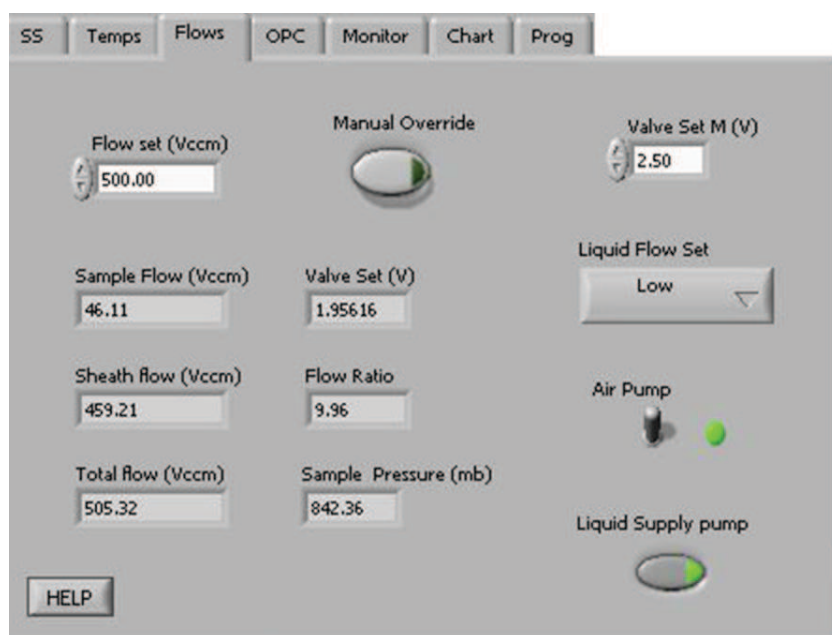 SS Temps Flows OPC Monitor Chart Prog
Flow set (Vccm)
500.00
Manual Override
Valve Set M (V)
2.50
Liquid Flow Set
Low
Sample Flow (Vccm)
46.11
Valve Set (V)
1.95616
Sheath flow (Vccm)
459.21
Flow Ratio
9.96
Air Pump
Total flow (Vccm)
505.32
Sample Pressure (mb)
842.36
Liquid Supply pump
HELP